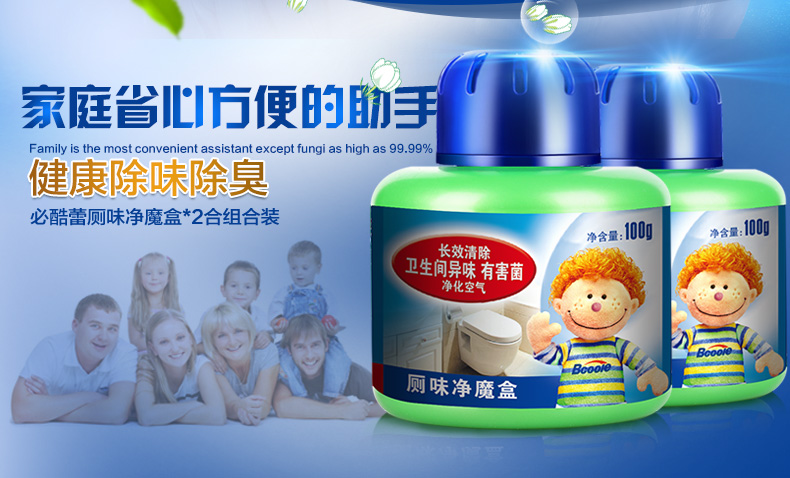 家庭省心方便的助手
Family is the most convenient assistant except fungi as high as 99.99%
健康除味除臭
必酷蕾厕味净魔盒*2合组合装
净含量:100g
长效清除
卫生间异味 有害菌
净化空气
Bcooie
厕味净魔盒
净含量:100g
Bcooie